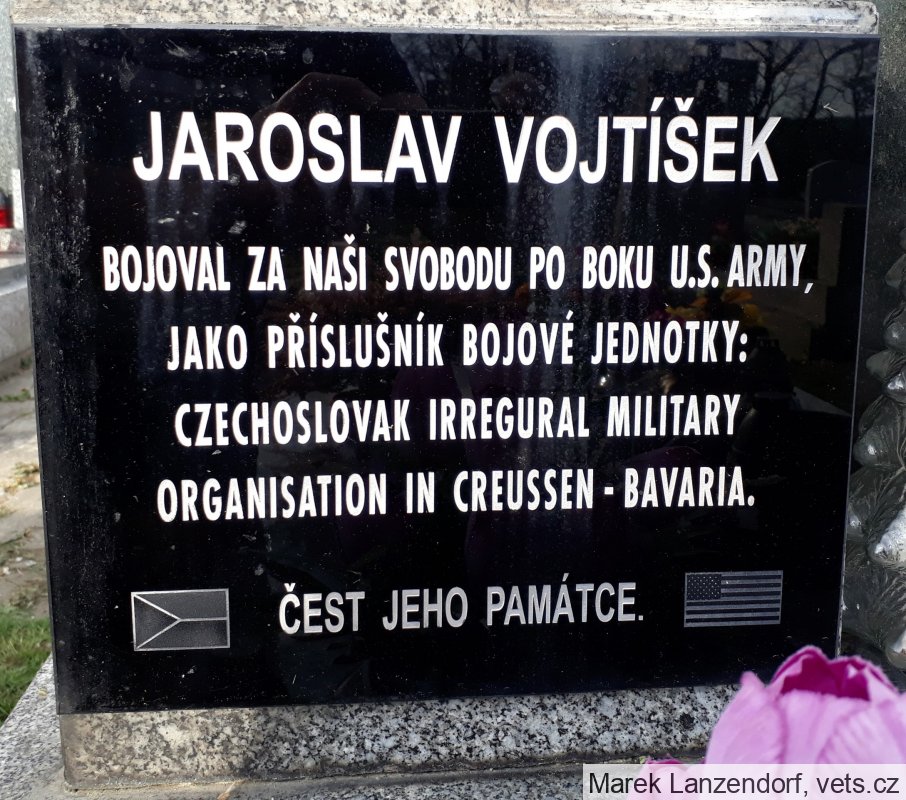 JAROSLAV VOJTÍŠEK
BOJOVAL ZA NAŠI SVOBODU PO BOKU U.S. ARMY,
JAKO PŘÍSLUŠNÍK BOJOVÉ JEDNOTKY:
CZECHOSLOVAK IRREGURAL MILITARY
ORGANISATION IN CREUSSEN - BAVARIA.
ČEST JEHO PAMÁTCE.
Marek Lanzendorf, vets.cz